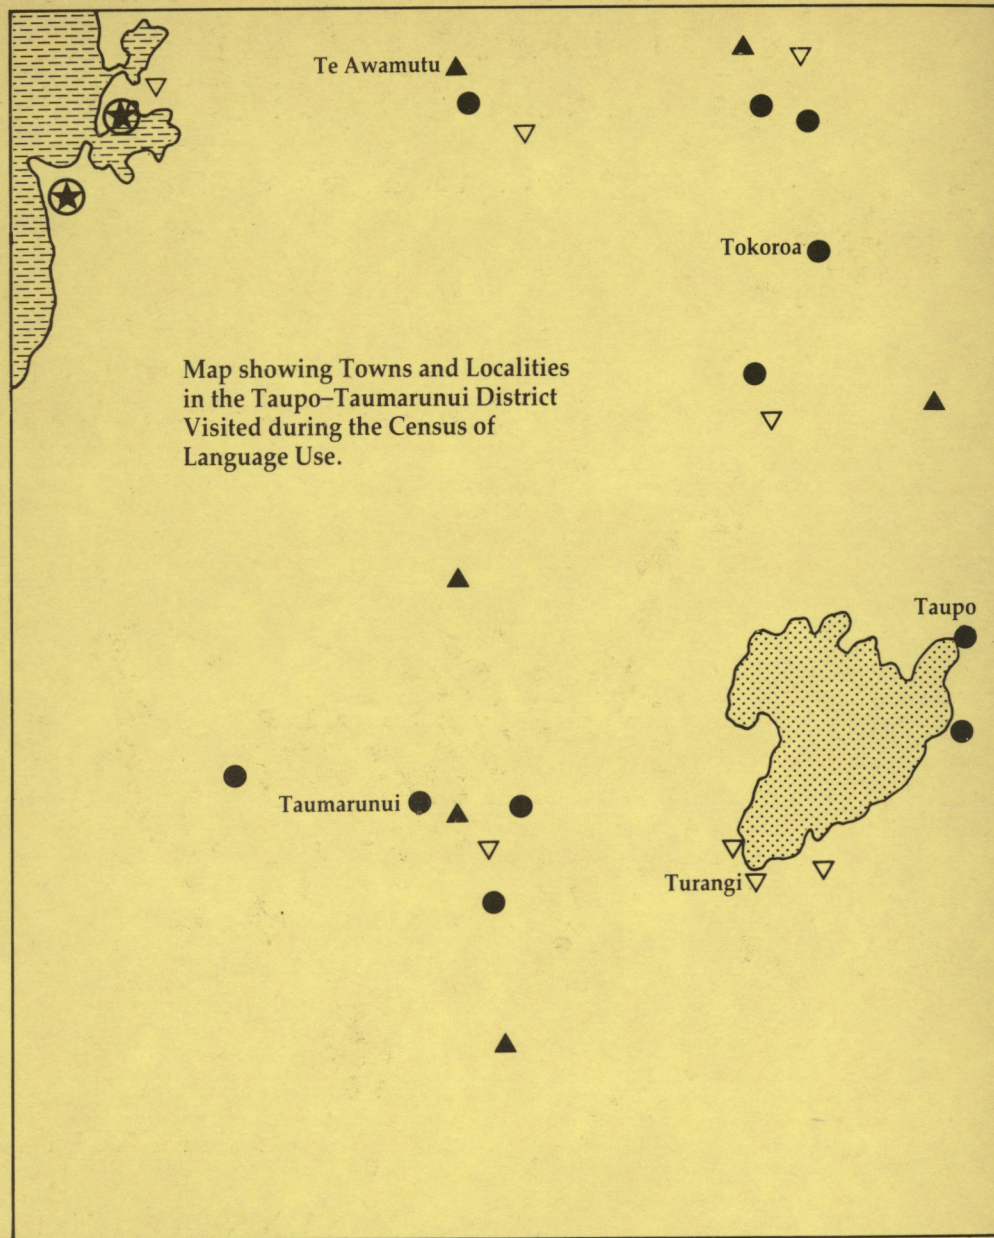 Te Awamutu
Tokoroa
Map showing Towns and Localities
in the Taupo–Taumarunui District
Visited during the Census of
Language Use.
Taupo
Taumarunui
Turangi